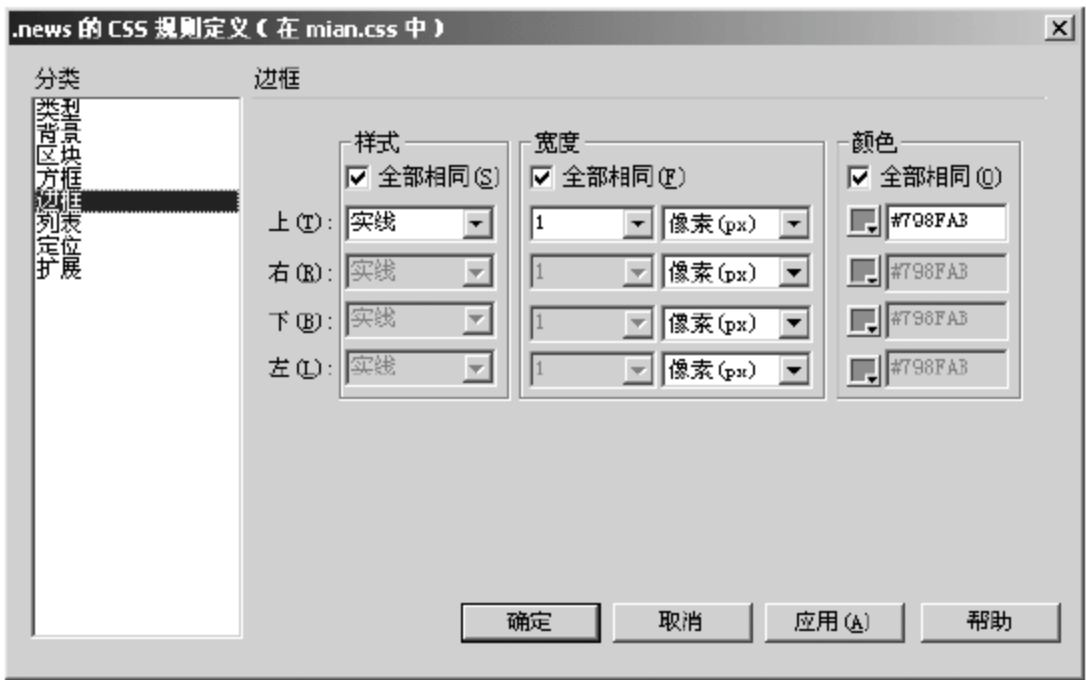 .news 的 CSS 规则定义（在 mian.css 中）
分类
类型
背景
区块
方框
边框
列表
定位
扩展
边框
样式 宽度 颜色
全部相同(S) 全部相同(F) 全部相同(O)
上(T): 实线 1 像素(px) #798FAB
右(R): 实线 1 像素(px) #798FAB
下(B): 实线 1 像素(px) #798FAB
左(L): 实线 1 像素(px) #798FAB
确定 取消 应用(A) 帮助